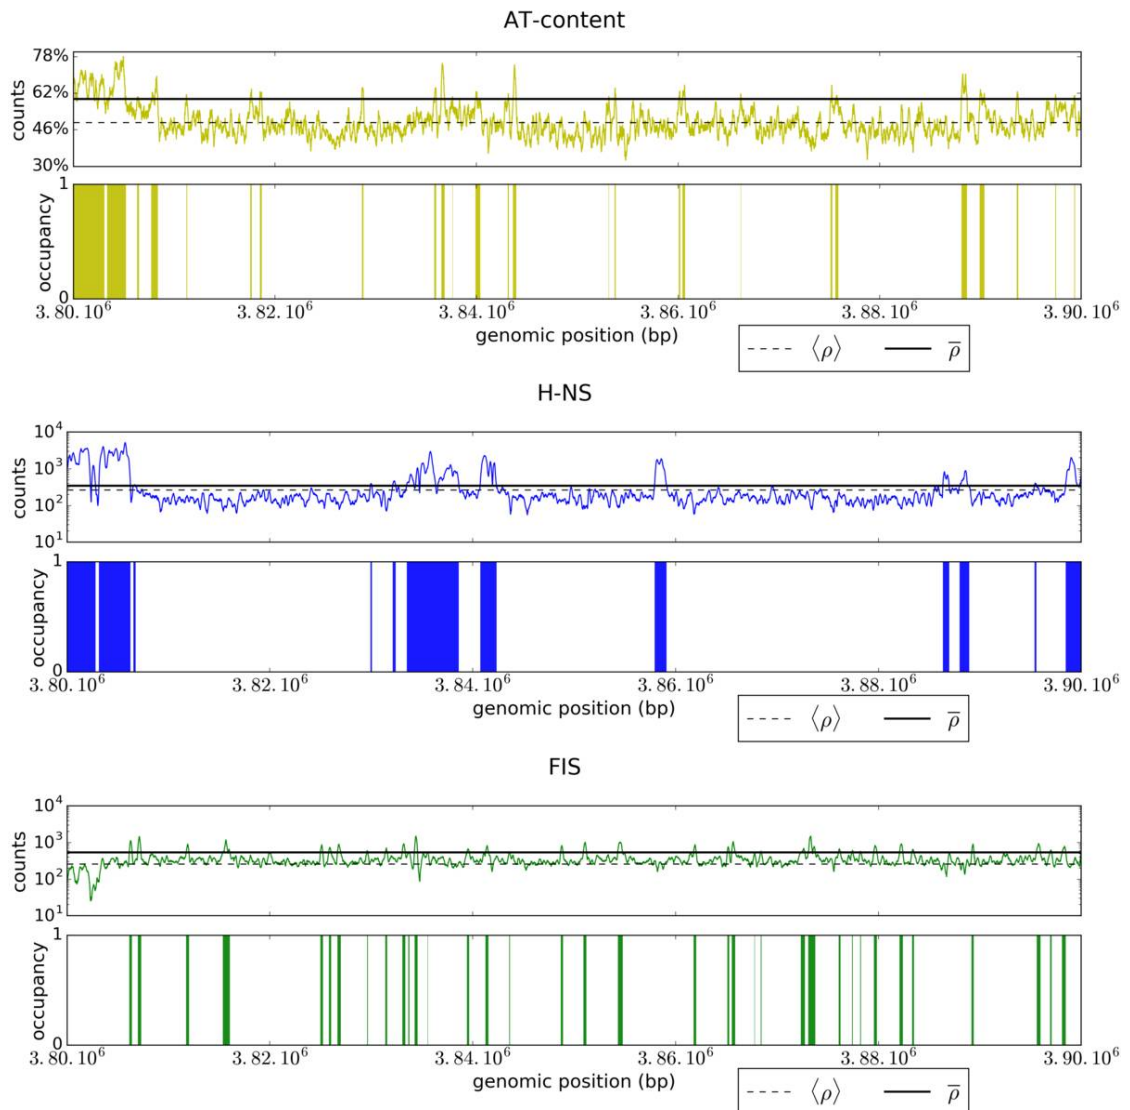 AT-content
78%
62%
46%
30%
counts
1
0
occupancy
3.80.10⁶ 3.82.10⁶ 3.84.10⁶ 3.86.10⁶ 3.88.10⁶ 3.90.10⁶
genomic position (bp)
⟨ρ⟩ ρ̅
H-NS
10⁴
10³
10²
10¹
counts
1
0
occupancy
3.80.10⁶ 3.82.10⁶ 3.84.10⁶ 3.86.10⁶ 3.88.10⁶ 3.90.10⁶
genomic position (bp)
⟨ρ⟩ ρ̅
FIS
10⁴
10³
10²
10¹
counts
1
0
occupancy
3.80.10⁶ 3.82.10⁶ 3.84.10⁶ 3.86.10⁶ 3.88.10⁶ 3.90.10⁶
genomic position (bp)
⟨ρ⟩ ρ̅